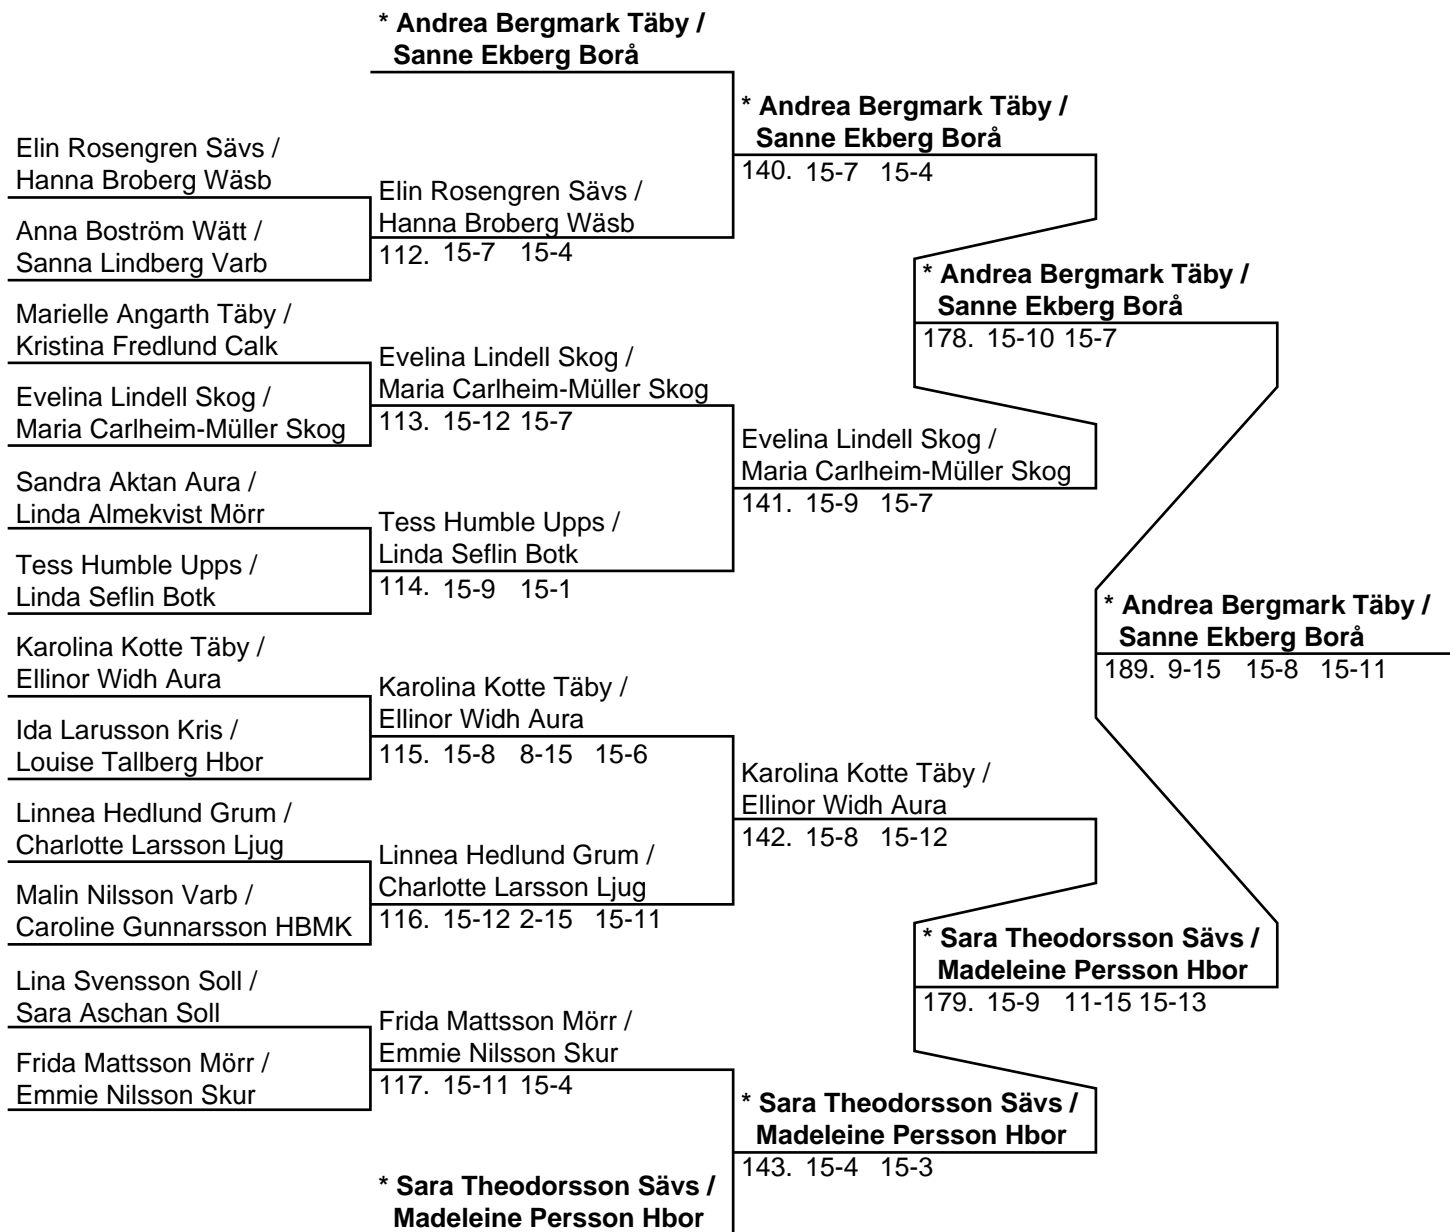 * Andrea Bergmark Täby /
Sanne Ekberg Borå
Elin Rosengren Sävs /
Hanna Broberg Wäsb
Anna Boström Wätt /
Sanna Lindberg Varb
Marielle Angarth Täby /
Kristina Fredlund Calk
Evelina Lindell Skog /
Maria Carlheim-Müller Skog
Sandra Aktan Aura /
Linda Almekvist Mörr
Tess Humble Upps /
Linda Seflin Botk
Karolina Kotte Täby /
Ellinor Widh Aura
Ida Larusson Kris /
Louise Tallberg Hbor
Linnea Hedlund Grum /
Charlotte Larsson Ljug
Malin Nilsson Varb /
Caroline Gunnarsson HBMK
Lina Svensson Soll /
Sara Aschan Soll
Frida Mattsson Mörr /
Emmie Nilsson Skur
Elin Rosengren Sävs /
Hanna Broberg Wäsb
112. 15-7 15-4
Evelina Lindell Skog /
Maria Carlheim-Müller Skog
113. 15-12 15-7
Tess Humble Upps /
Linda Seflin Botk
114. 15-9 15-1
Karolina Kotte Täby /
Ellinor Widh Aura
115. 15-8 8-15 15-6
Linnea Hedlund Grum /
Charlotte Larsson Ljug
116. 15-12 2-15 15-11
Frida Mattsson Mörr /
Emmie Nilsson Skur
117. 15-11 15-4
* Sara Theodorsson Sävs /
Madeleine Persson Hbor
* Andrea Bergmark Täby /
Sanne Ekberg Borå
140. 15-7 15-4
Evelina Lindell Skog /
Maria Carlheim-Müller Skog
141. 15-9 15-7
Karolina Kotte Täby /
Ellinor Widh Aura
142. 15-8 15-12
* Sara Theodorsson Sävs /
Madeleine Persson Hbor
143. 15-4 15-3
* Andrea Bergmark Täby /
Sanne Ekberg Borå
178. 15-10 15-7
* Sara Theodorsson Sävs /
Madeleine Persson Hbor
179. 15-9 11-15 15-13
* Andrea Bergmark Täby /
Sanne Ekberg Borå
189. 9-15 15-8 15-11